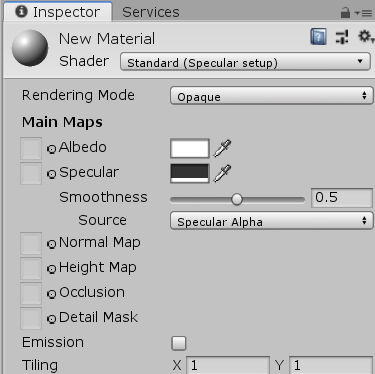 Inspector Services
New Material
Shader Standard (Specular setup)
Rendering Mode Opaque
Main Maps
Albedo
Specular
Smoothness 0.5
Source Specular Alpha
Normal Map
Height Map
Occlusion
Detail Mask
Emission
Tiling X 1 Y 1